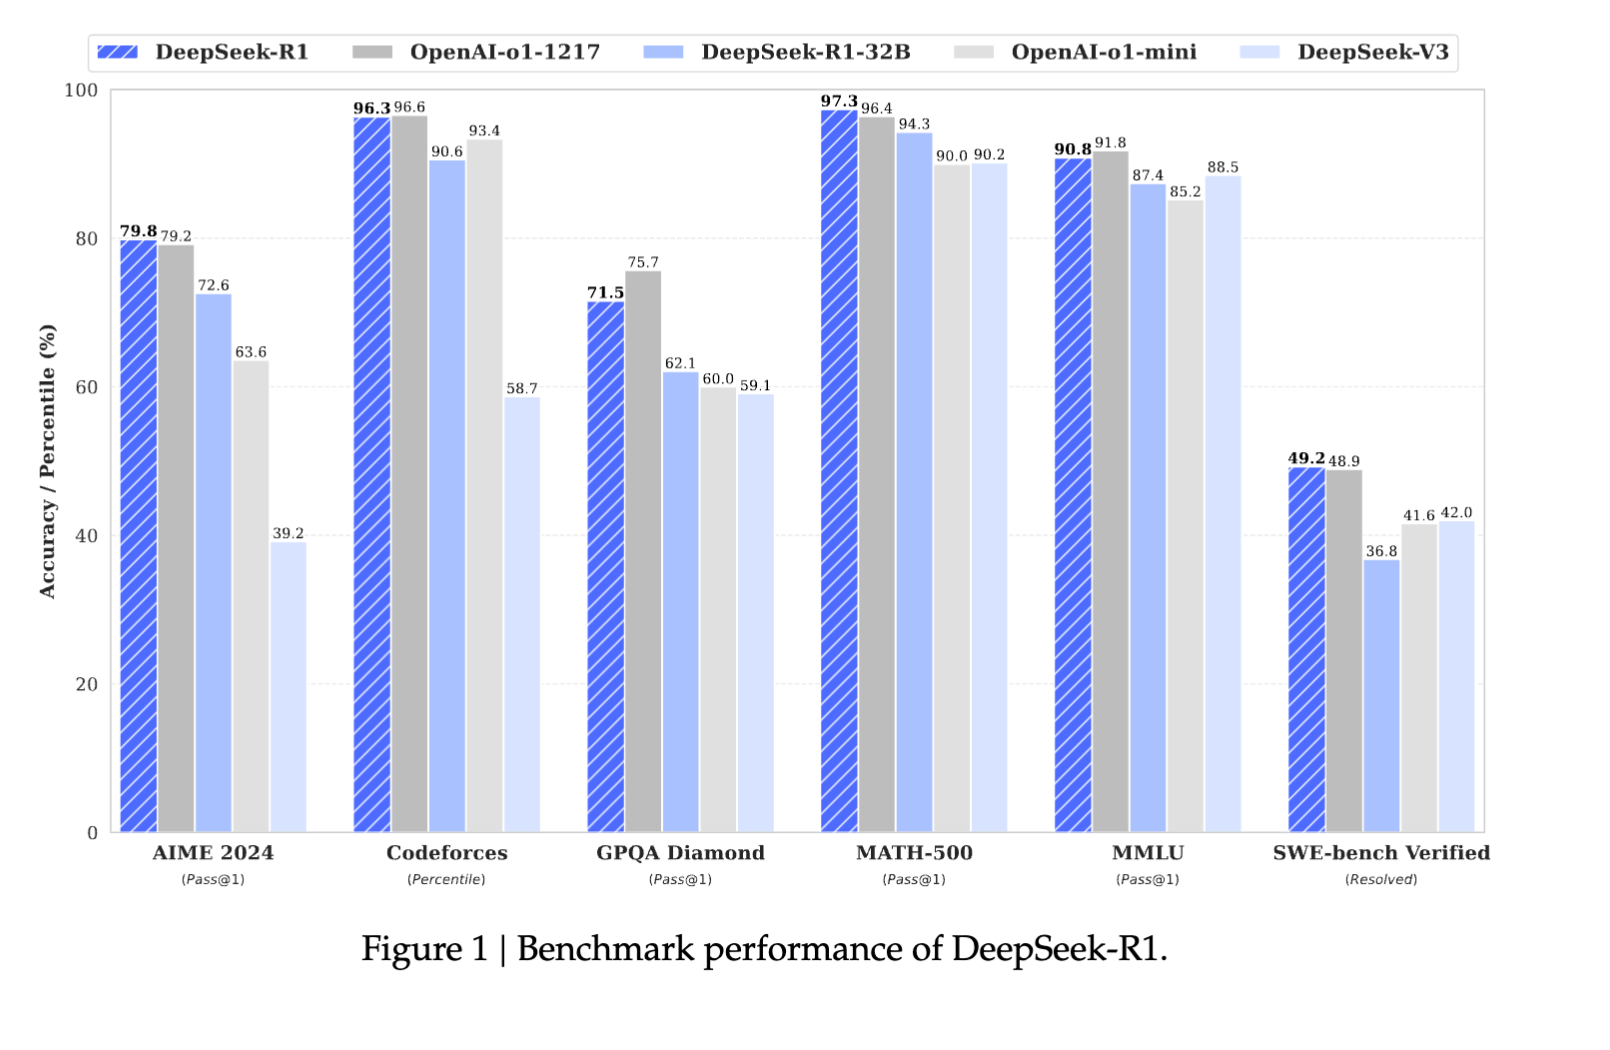 DeepSeek-R1 OpenAI-o1-1217 DeepSeek-R1-32B OpenAI-o1-mini DeepSeek-V3
Accuracy / Percentile (%)
100
80
60
40
20
0
79.8 79.2 72.6 63.6 39.2
96.3 96.6 90.6 93.4 58.7
71.5 75.7 62.1 60.0 59.1
97.3 96.4 94.3 90.0 90.2
90.8 91.8 87.4 85.2 88.5
49.2 48.9 36.8 41.6 42.0
AIME 2024 Codeforces GPQA Diamond MATH-500 MMLU SWE-bench Verified
(Pass@1) (Percentile) (Pass@1) (Pass@1) (Pass@1) (Resolved)
Figure 1 | Benchmark performance of DeepSeek-R1.